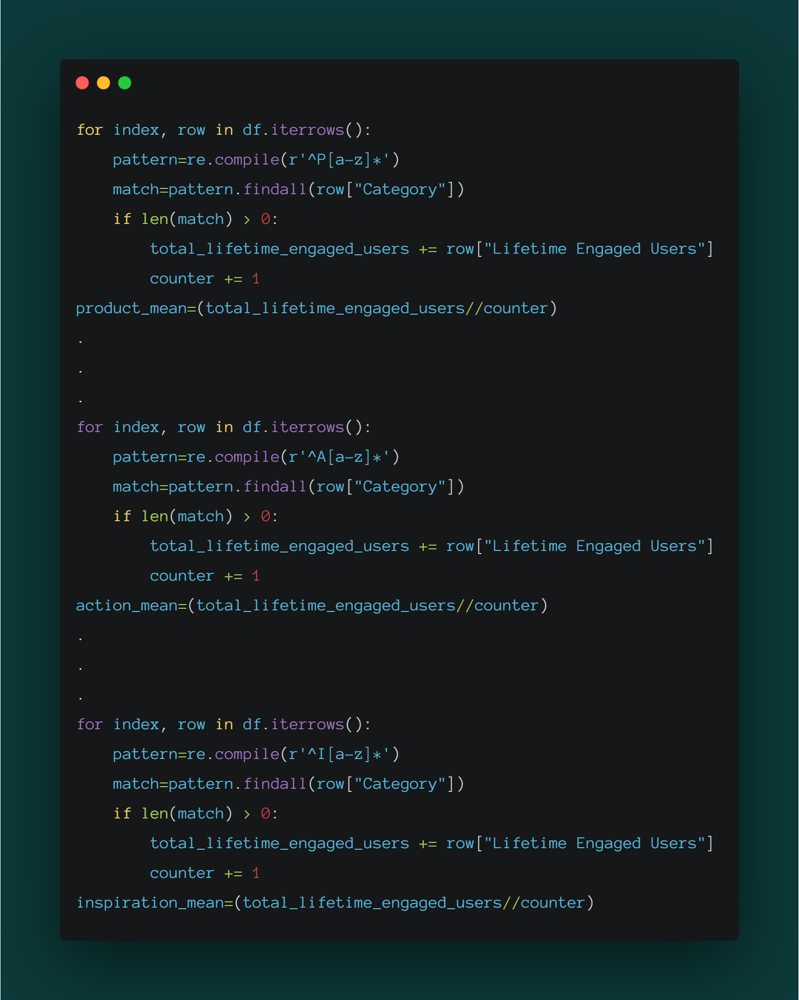 for index, row in df.iterrows():
    pattern=re.compile(r'^P[a-z]*')
    match=pattern.findall(row["Category"])
    if len(match) > 0:
        total_lifetime_engaged_users += row["Lifetime Engaged Users"]
        counter += 1
product_mean=(total_lifetime_engaged_users//counter)
.
.
.
for index, row in df.iterrows():
    pattern=re.compile(r'^A[a-z]*')
    match=pattern.findall(row["Category"])
    if len(match) > 0:
        total_lifetime_engaged_users += row["Lifetime Engaged Users"]
        counter += 1
action_mean=(total_lifetime_engaged_users//counter)
.
.
.
for index, row in df.iterrows():
    pattern=re.compile(r'^I[a-z]*')
    match=pattern.findall(row["Category"])
    if len(match) > 0:
        total_lifetime_engaged_users += row["Lifetime Engaged Users"]
        counter += 1
inspiration_mean=(total_lifetime_engaged_users//counter)